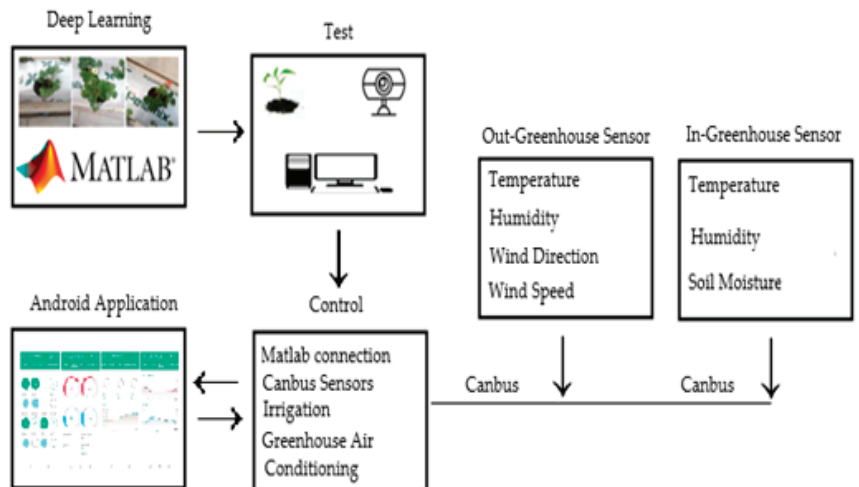 Deep Learning
Test
MATLAB®
Out-Greenhouse Sensor
Temperature
Humidity
Wind Direction
Wind Speed
In-Greenhouse Sensor
Temperature
Humidity
Soil Moisture
Android Application
Control
Matlab connection
Canbus Sensors
Irrigation
Greenhouse Air
Conditioning
Canbus
Canbus